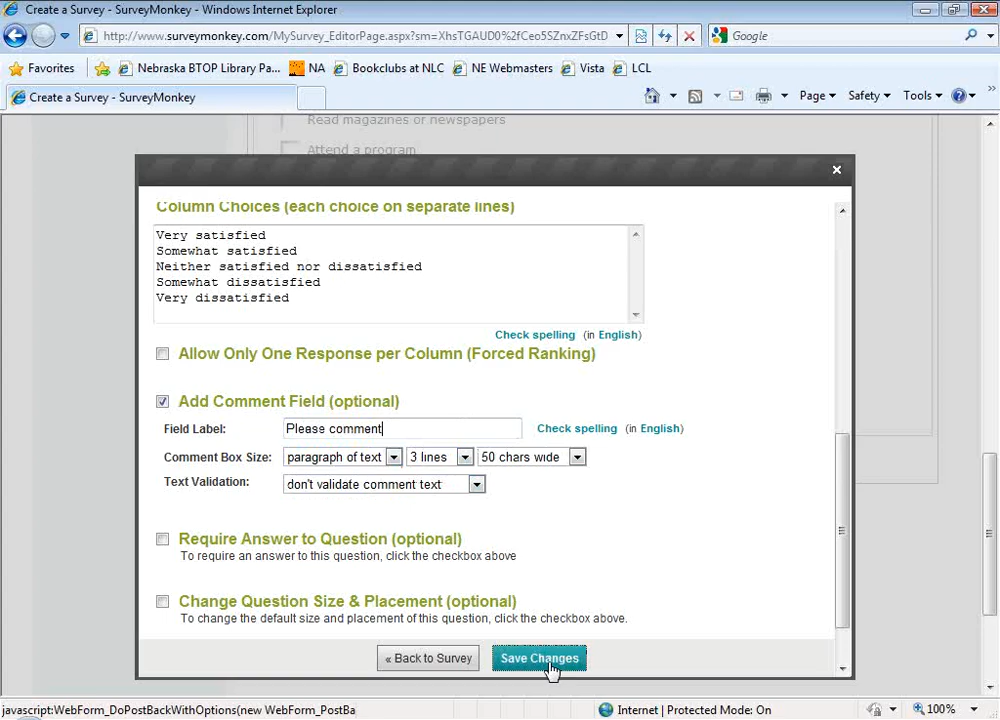 Create a Survey - SurveyMonkey - Windows Internet Explorer
http://www.surveymonkey.com/MySurvey_EditorPage.aspx?sm=XhsTGAUD0%2fCeo5SZnxZFsGtD
Google
Favorites
Nebraska BTOP Library Pa...
NA
Bookclubs at NLC
NE Webmasters
Vista
LCL
Create a Survey - SurveyMonkey
Page
Safety
Tools
Read magazines or newspapers
Attend a program
Column Choices (each choice on separate lines)
Very satisfied
Somewhat satisfied
Neither satisfied nor dissatisfied
Somewhat dissatisfied
Very dissatisfied
Check spelling (in English)
Allow Only One Response per Column (Forced Ranking)
Add Comment Field (optional)
Field Label: Please comment Check spelling (in English)
Comment Box Size: paragraph of text 3 lines 50 chars wide
Text Validation: don't validate comment text
Require Answer to Question (optional)
To require an answer to this question, click the checkbox above
Change Question Size & Placement (optional)
To change the default size and placement of this question, click the checkbox above.
« Back to Survey Save Changes
javascript:WebForm_DoPostBackWithOptions(new WebForm_PostBa
Internet | Protected Mode: On
100%